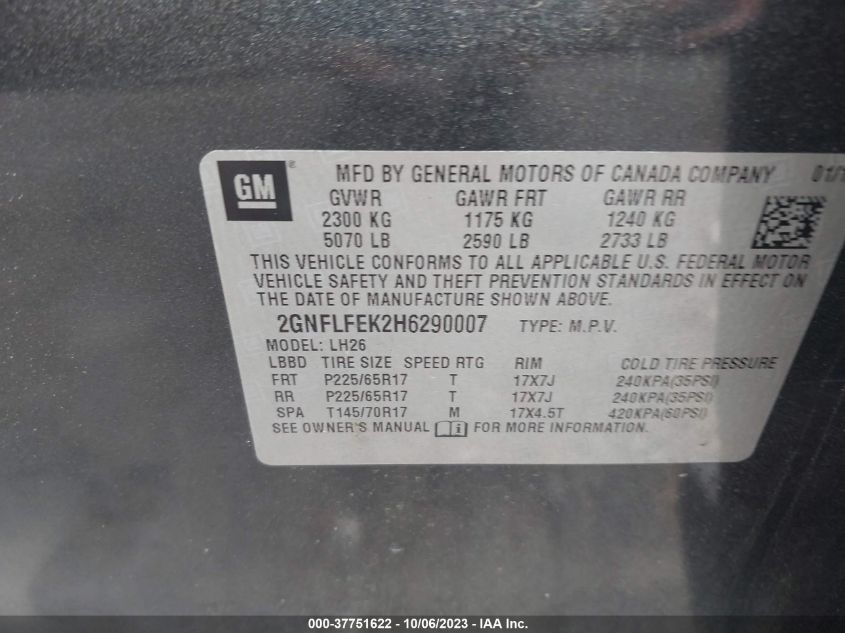 GM ® MFD BY GENERAL MOTORS OF CANADA COMPANY 01/1
GVWR GAWR FRT GAWR RR
2300 KG 1175 KG 1240 KG
5070 LB 2590 LB 2733 LB
THIS VEHICLE CONFORMS TO ALL APPLICABLE U.S. FEDERAL MOTOR
VEHICLE SAFETY AND THEFT PREVENTION STANDARDS IN EFFECT ON
THE DATE OF MANUFACTURE SHOWN ABOVE.
2GNFLFEK2H6290007 TYPE: M.P.V.
MODEL: LH26
LBBD TIRE SIZE SPEED RTG RIM COLD TIRE PRESSURE
FRT P225/65R17 T 17X7J 240KPA(35PSI)
RR P225/65R17 T 17X7J 240KPA(35PSI)
SPA T145/70R17 M 17X4.5T 420KPA(60PSI)
SEE OWNER'S MANUAL FOR MORE INFORMATION.
000-37751622 - 10/06/2023 - IAA Inc.